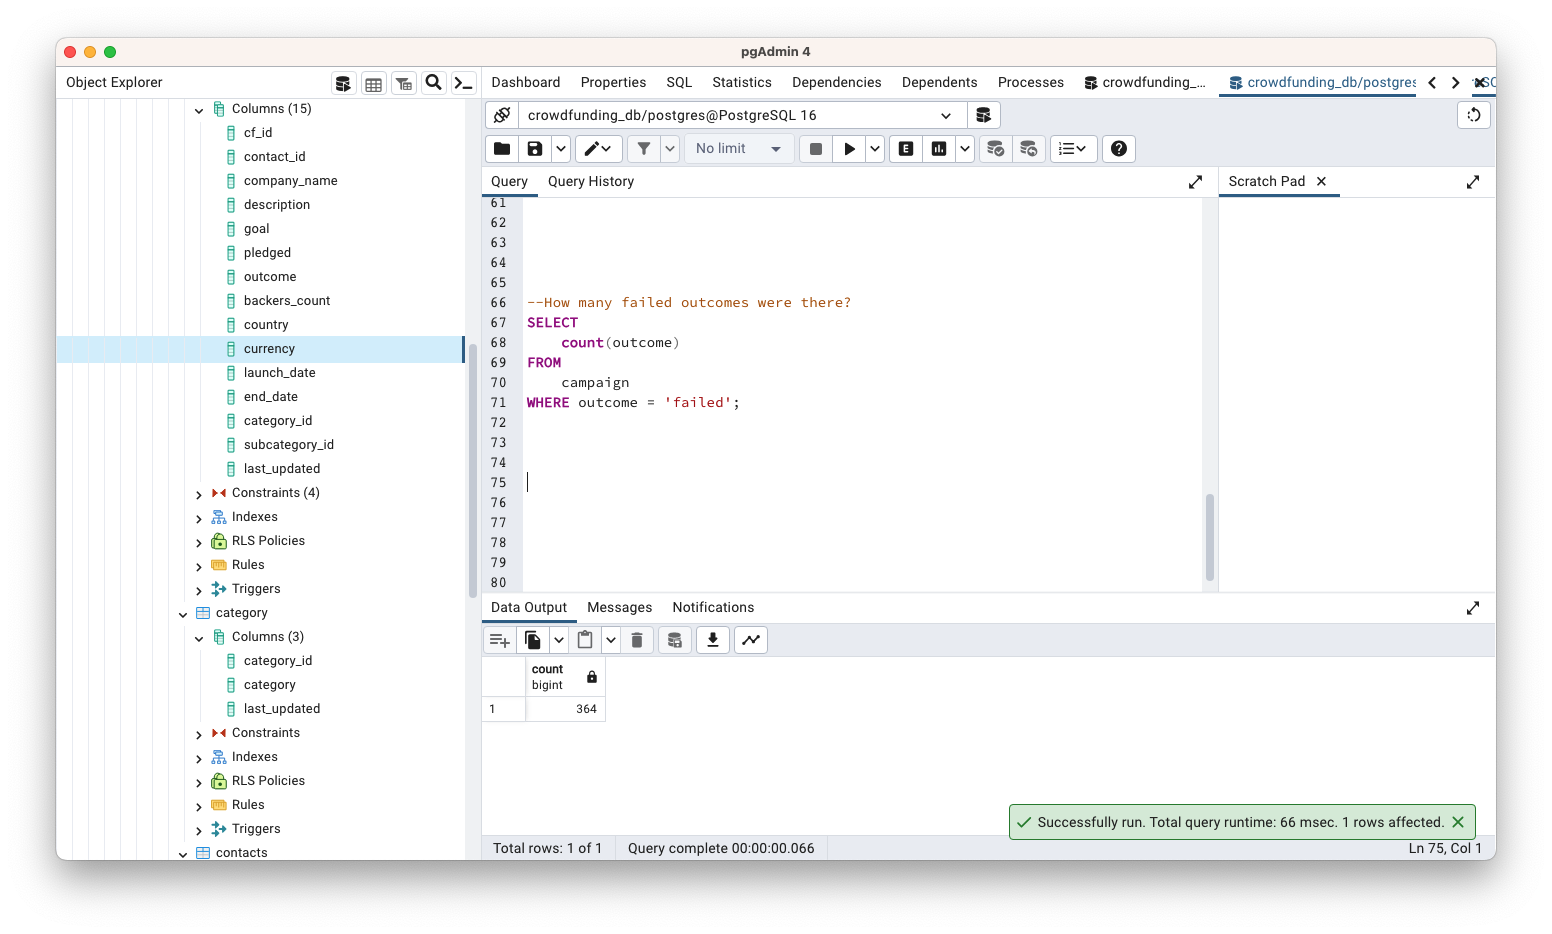 pgAdmin 4
Object Explorer
Dashboard Properties SQL Statistics Dependencies Dependents Processes crowdfunding_... crowdfunding_db/postgres
Columns (15)
cf_id
contact_id
company_name
description
goal
pledged
outcome
backers_count
country
currency
launch_date
end_date
category_id
subcategory_id
last_updated
Constraints (4)
Indexes
RLS Policies
Rules
Triggers
category
Columns (3)
category_id
category
last_updated
Constraints
Indexes
RLS Policies
Rules
Triggers
contacts
crowdfunding_db/postgres@PostgreSQL 16
No limit
E
Query Query History
Scratch Pad
61
62
63
64
65
66 --How many failed outcomes were there?
67 SELECT
68 count(outcome)
69 FROM
70 campaign
71 WHERE outcome = 'failed';
72
73
74
75
76
77
78
79
80
Data Output Messages Notifications
count
bigint
1 364
Successfully run. Total query runtime: 66 msec. 1 rows affected.
Total rows: 1 of 1 Query complete 00:00:00.066 Ln 75, Col 1